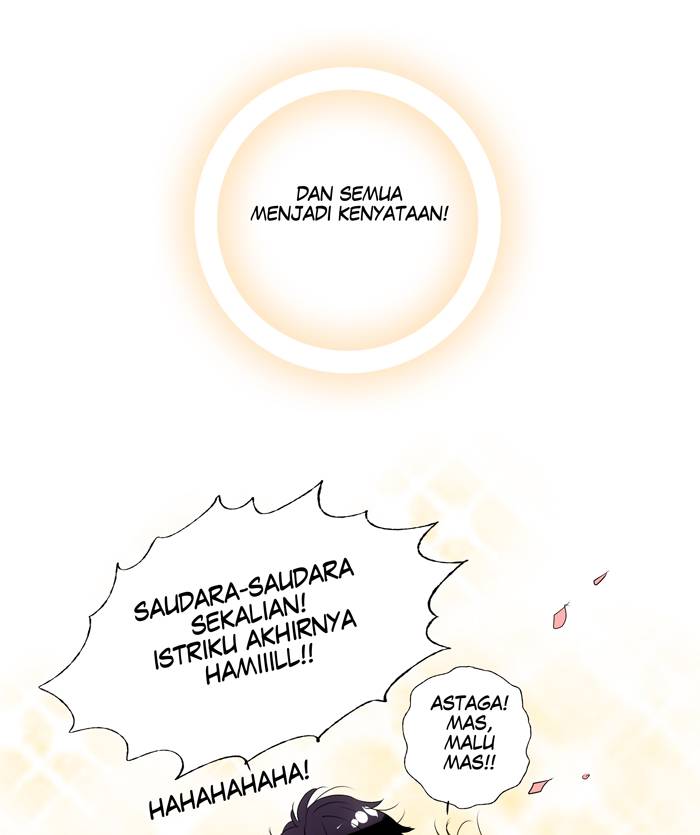 DAN SEMUA
MENJADI KENYATAAN!
SAUDARA-SAUDARA
SEKALIAN!
ISTRIKU AKHIRNYA
HAMIIILL!!
ASTAGA!
MAS,
MALU
MAS!!
HAHAHAHAHA!